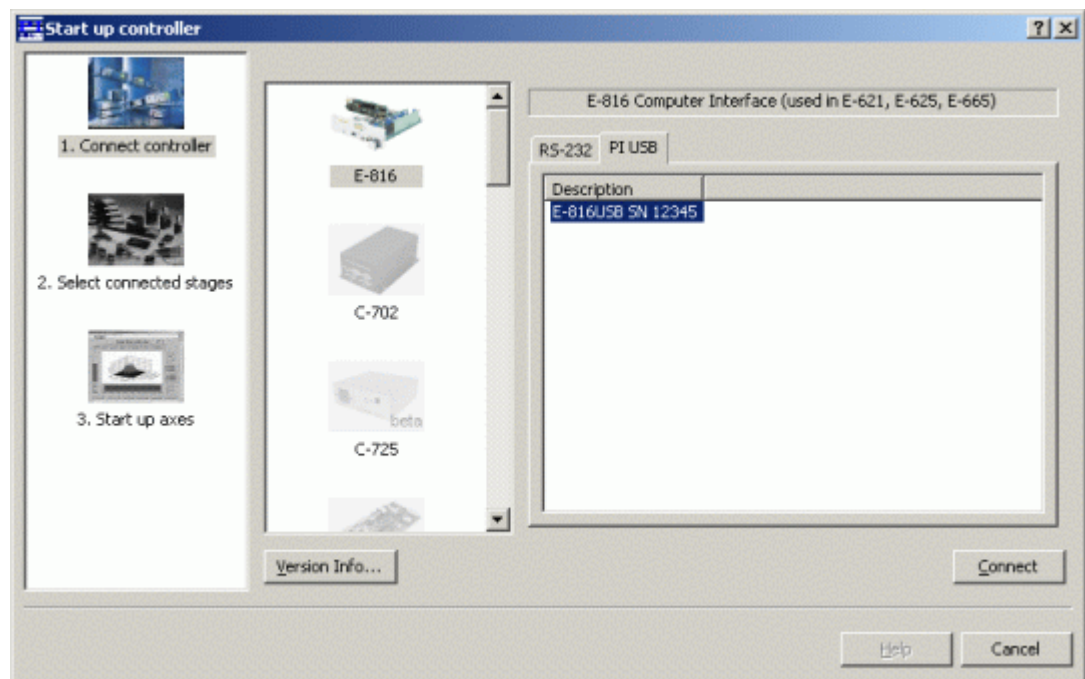 Start up controller
1. Connect controller
2. Select connected stages
3. Start up axes
E-816
C-702
beta
C-725
Version Info...
E-816 Computer Interface (used in E-621, E-625, E-665)
RS-232 PI USB
Description
E-816USB SN 12345
Connect
Help Cancel